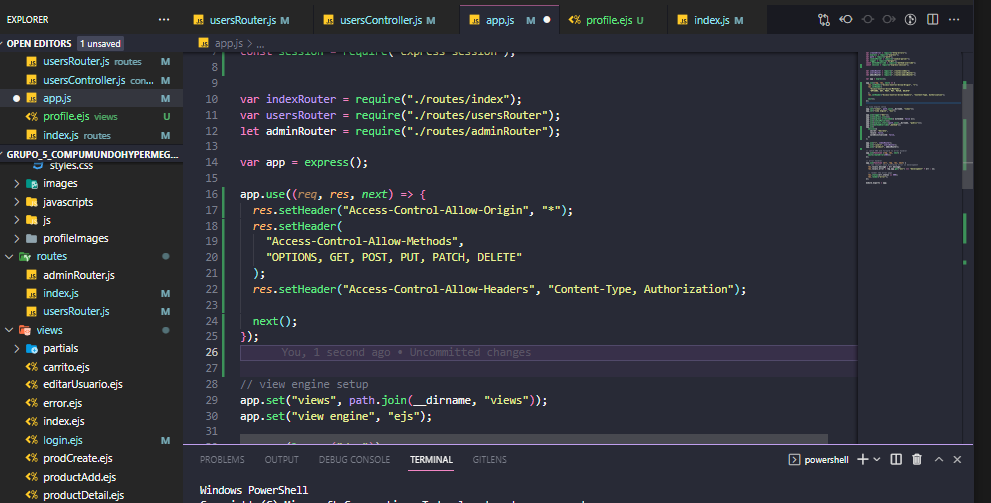 EXPLORER
usersRouter.js M
usersController.js M
app.js M
profile.ejs U
index.js M
OPEN EDITORS 1 unsaved
usersRouter.js routes M
usersController.js con... M
app.js M
profile.ejs views U
index.js routes M
GRUPO_5_COMPUMUNDOHYPERMEG...
styles.css
images
javascripts
js
profileImages
routes
adminRouter.js
index.js M
usersRouter.js M
views
partials
carrito.ejs
editarUsuario.ejs
error.ejs
index.ejs
login.ejs M
prodCreate.ejs
productAdd.ejs
productDetail.ejs
app.js > ...
7 const session = require("express-session");
8
9
10 var indexRouter = require("./routes/index");
11 var usersRouter = require("./routes/usersRouter");
12 let adminRouter = require("./routes/adminRouter");
13
14 var app = express();
15
16 app.use((req, res, next) => {
17 res.setHeader("Access-Control-Allow-Origin", "*");
18 res.setHeader(
19 "Access-Control-Allow-Methods",
20 "OPTIONS, GET, POST, PUT, PATCH, DELETE"
21 );
22 res.setHeader("Access-Control-Allow-Headers", "Content-Type, Authorization");
23
24 next();
25 });
26 You, 1 second ago • Uncommitted changes
27
28 // view engine setup
29 app.set("views", path.join(__dirname, "views"));
30 app.set("view engine", "ejs");
31
PROBLEMS OUTPUT DEBUG CONSOLE TERMINAL GITLENS
powershell
Windows PowerShell